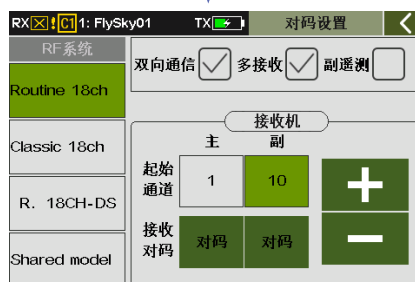 RX C1 1: FlySky01 TX 对码设置
RF系统
双向通信 多接收 副遥测
Routine 18ch
接收机
主 副
Classic 18ch
起始通道 1 10
R. 18CH-DS
接收对码 对码 对码
Shared model